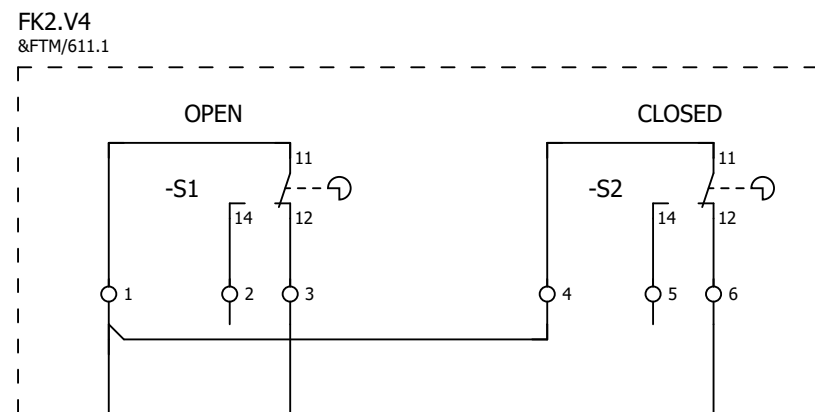 FK2.V4
&FTM/611.1
OPEN
CLOSED
11
11
-S1
-S2
14
12
14
12
1
2
3
4
5
6